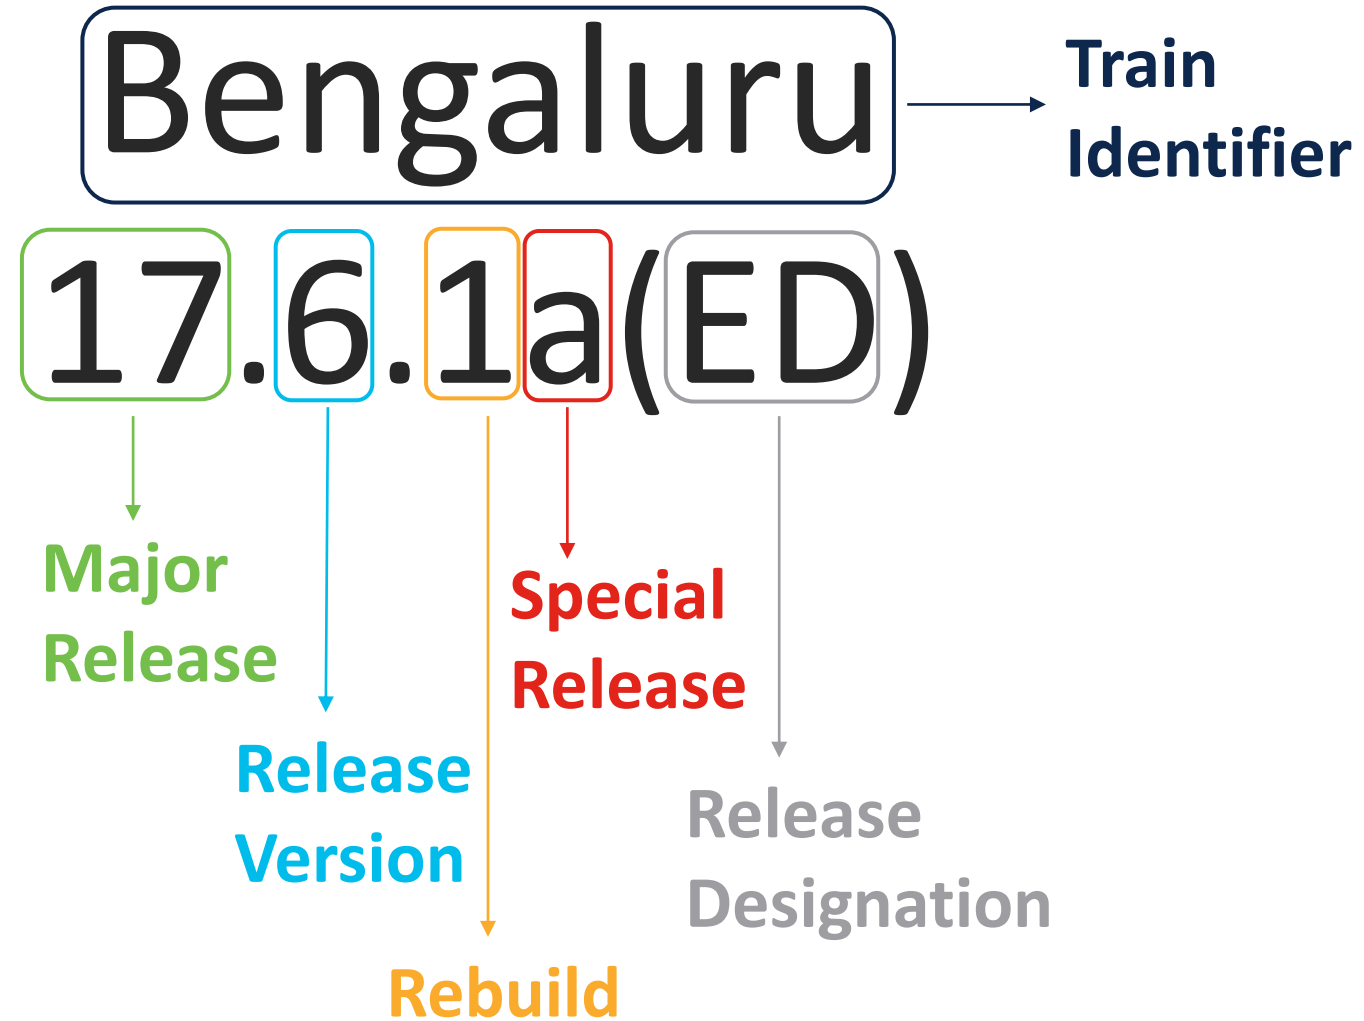 Bengaluru
Train
Identifier
17.6.1a(ED)
Major
Release
Special
Release
Release
Version
Release
Designation
Rebuild